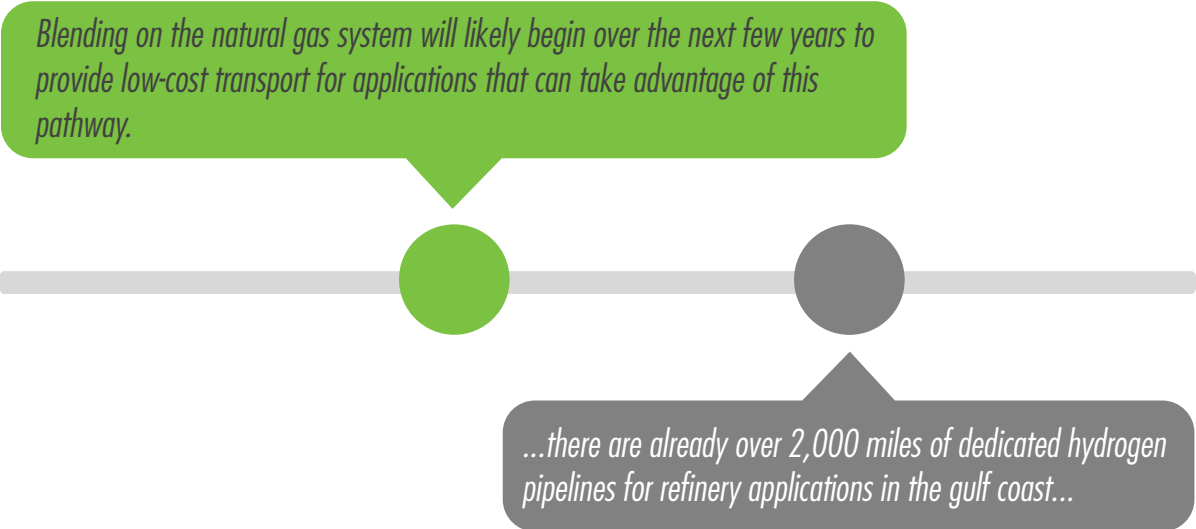 Blending on the natural gas system will likely begin over the next few years to
provide low-cost transport for applications that can take advantage of this
pathway.
...there are already over 2,000 miles of dedicated hydrogen
pipelines for refinery applications in the gulf coast...